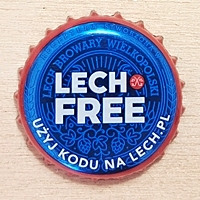 LECH BROWARY WIELKOPOLSKI
LECH
FREE
UŻYJ KODU NA LECH.PL